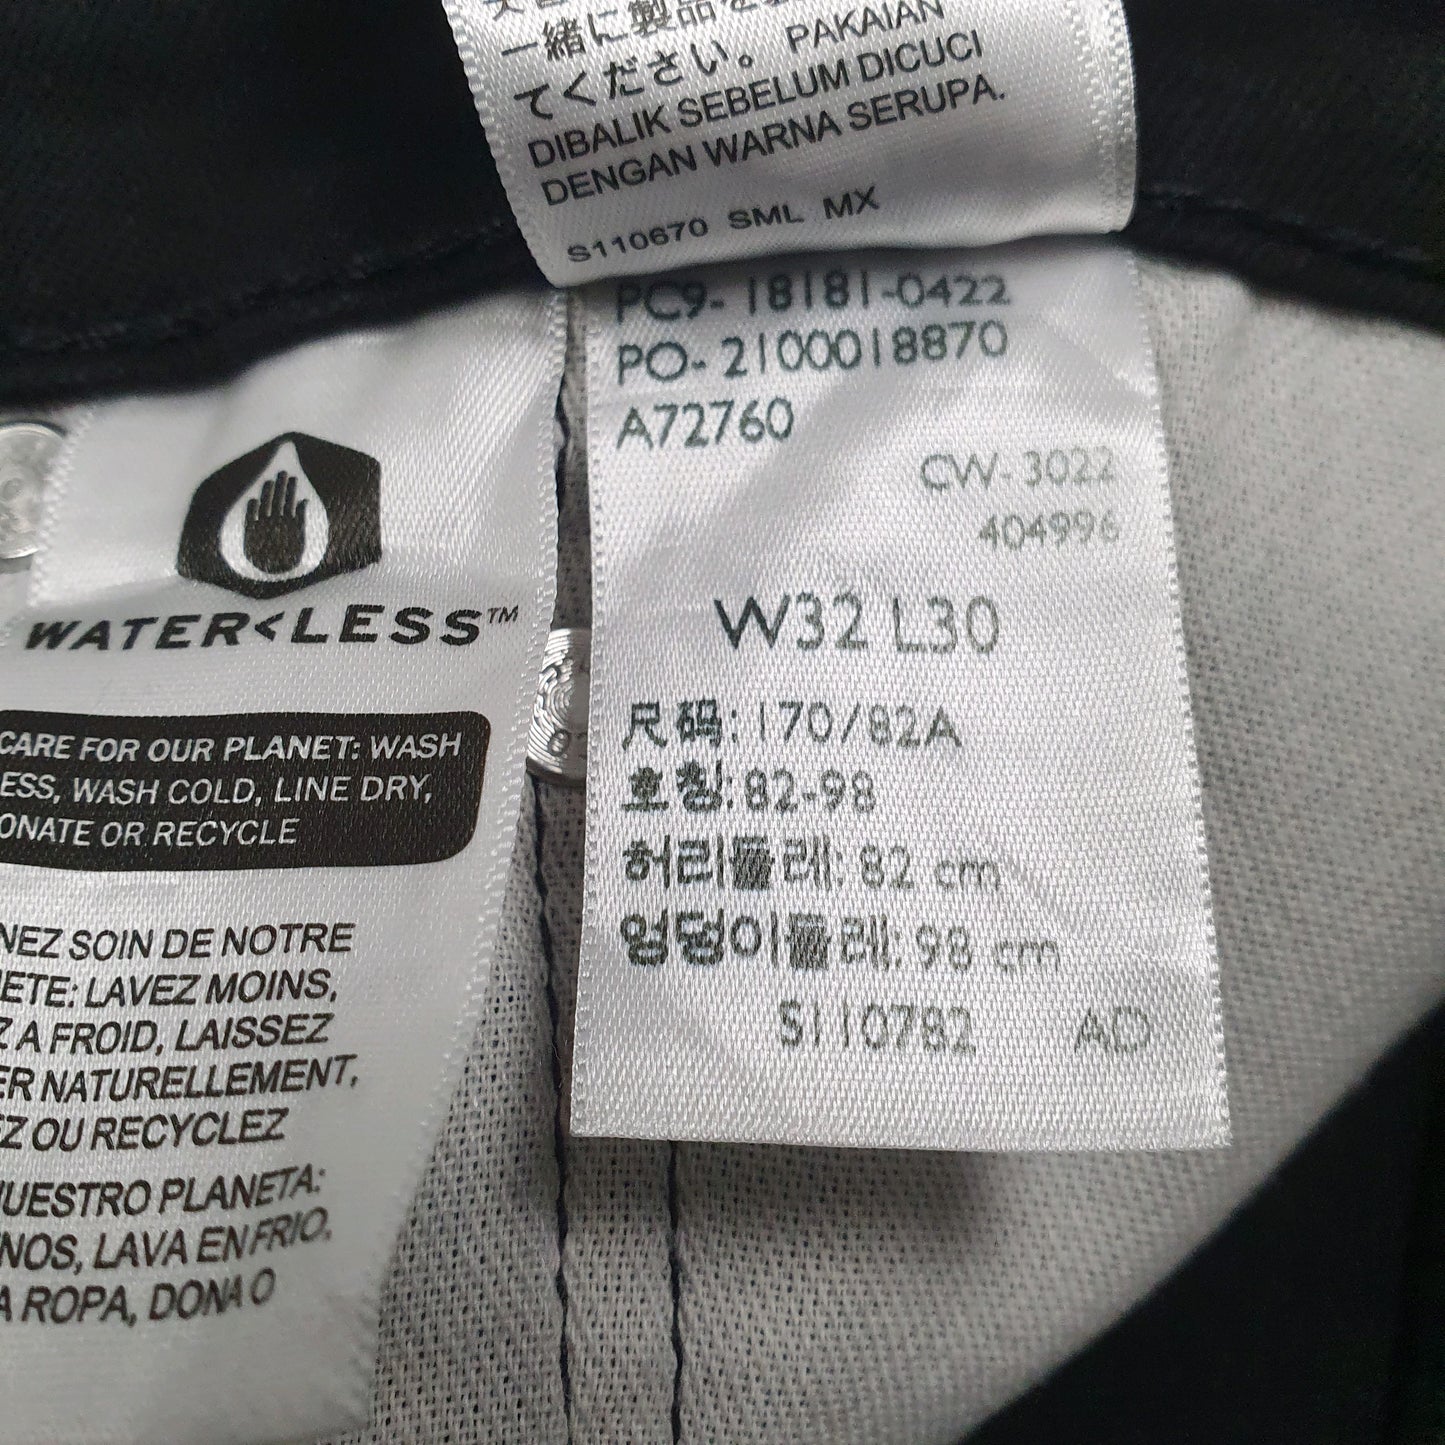 一緒に製品を
てください。PAKAIAN
DIBALIK SEBELUM DICUCI
DENGAN WARNA SERUPA.
S110670 SML MX
PC9-18181-0422
PO-2100018870
A72760
CW-3022
404996
W32 L30
尺码:170/82A
호칭:82-98
허리둘레:82 cm
엉덩이둘레:98 cm
S110782 AD
WATER<LESS™
CARE FOR OUR PLANET: WASH
ESS, WASH COLD, LINE DRY,
ONATE OR RECYCLE
NEZ SOIN DE NOTRE
ETE: LAVEZ MOINS,
Z A FROID, LAISSEZ
ER NATURELLEMENT,
EZ OU RECYCLEZ
NUESTRO PLANETA:
NOS, LAVA EN FRIO,
A ROPA, DONA O